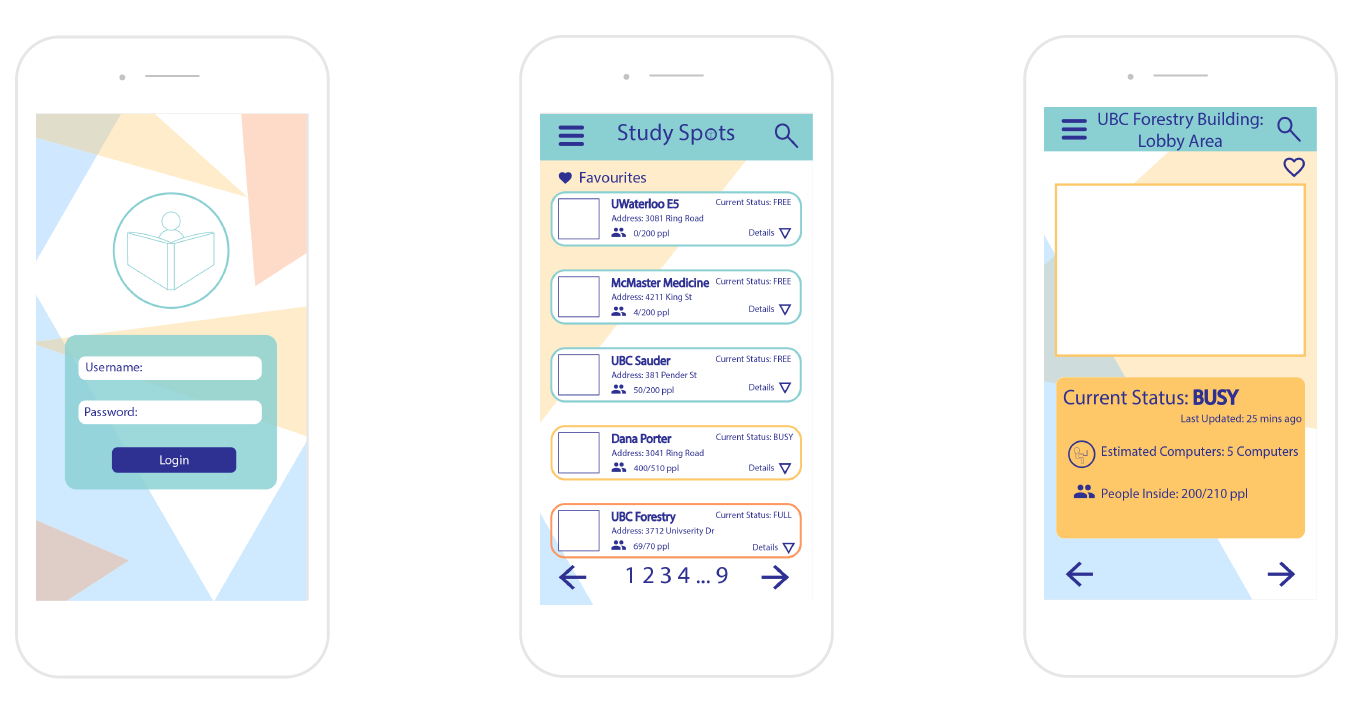 Username:
Password:
Login
Study Spots
Favourites
UWaterloo E5
Current Status: FREE
Address: 3081 Ring Road
0/200 ppl
Details
McMaster Medicine
Current Status: FREE
Address: 4211 King St
4/200 ppl
Details
UBC Sauder
Current Status: FREE
Address: 381 Pender St
50/200 ppl
Details
Dana Porter
Current Status: BUSY
Address: 3041 Ring Road
400/510 ppl
Details
UBC Forestry
Current Status: FULL
Address: 3712 Univserity Dr
69/70 ppl
Details
1 2 3 4 ... 9
UBC Forestry Building:
Lobby Area
Current Status: BUSY
Last Updated: 25 mins ago
Estimated Computers: 5 Computers
People Inside: 200/210 ppl